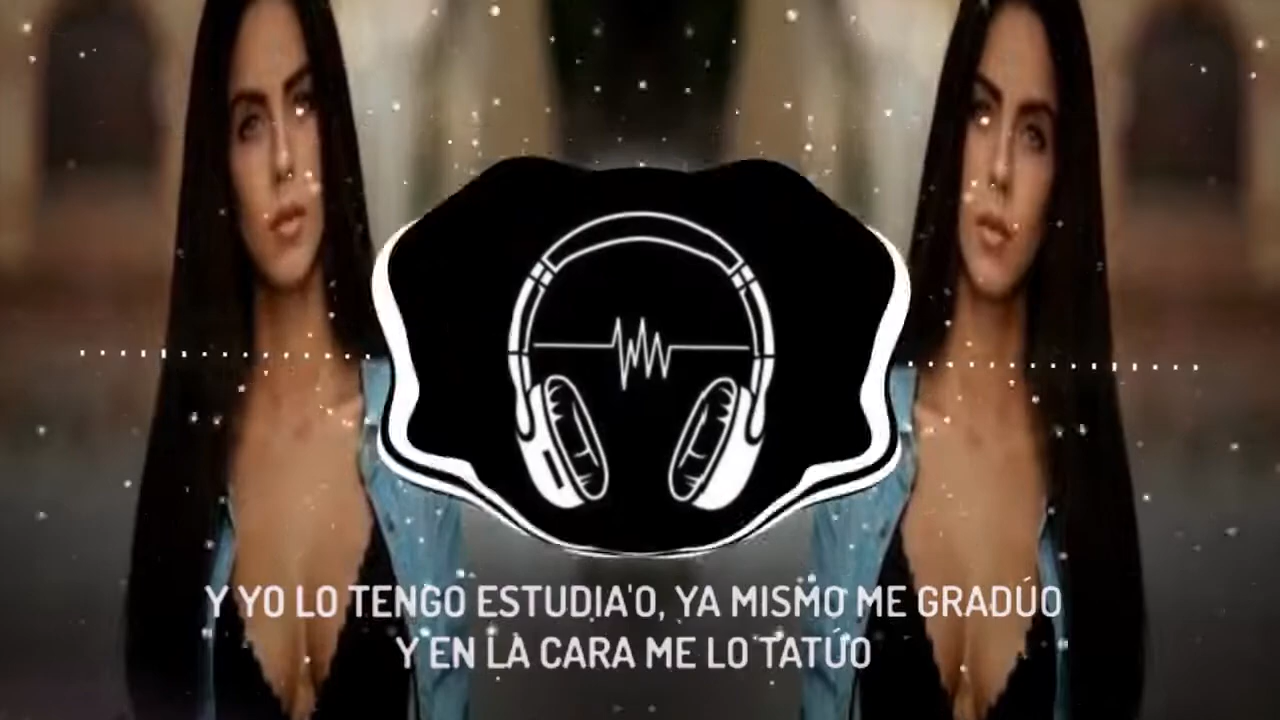 Y YO LO TENGO ESTUDIA'O, YA MISMO ME GRADÚO
Y EN LA CARA ME LO TATÚO